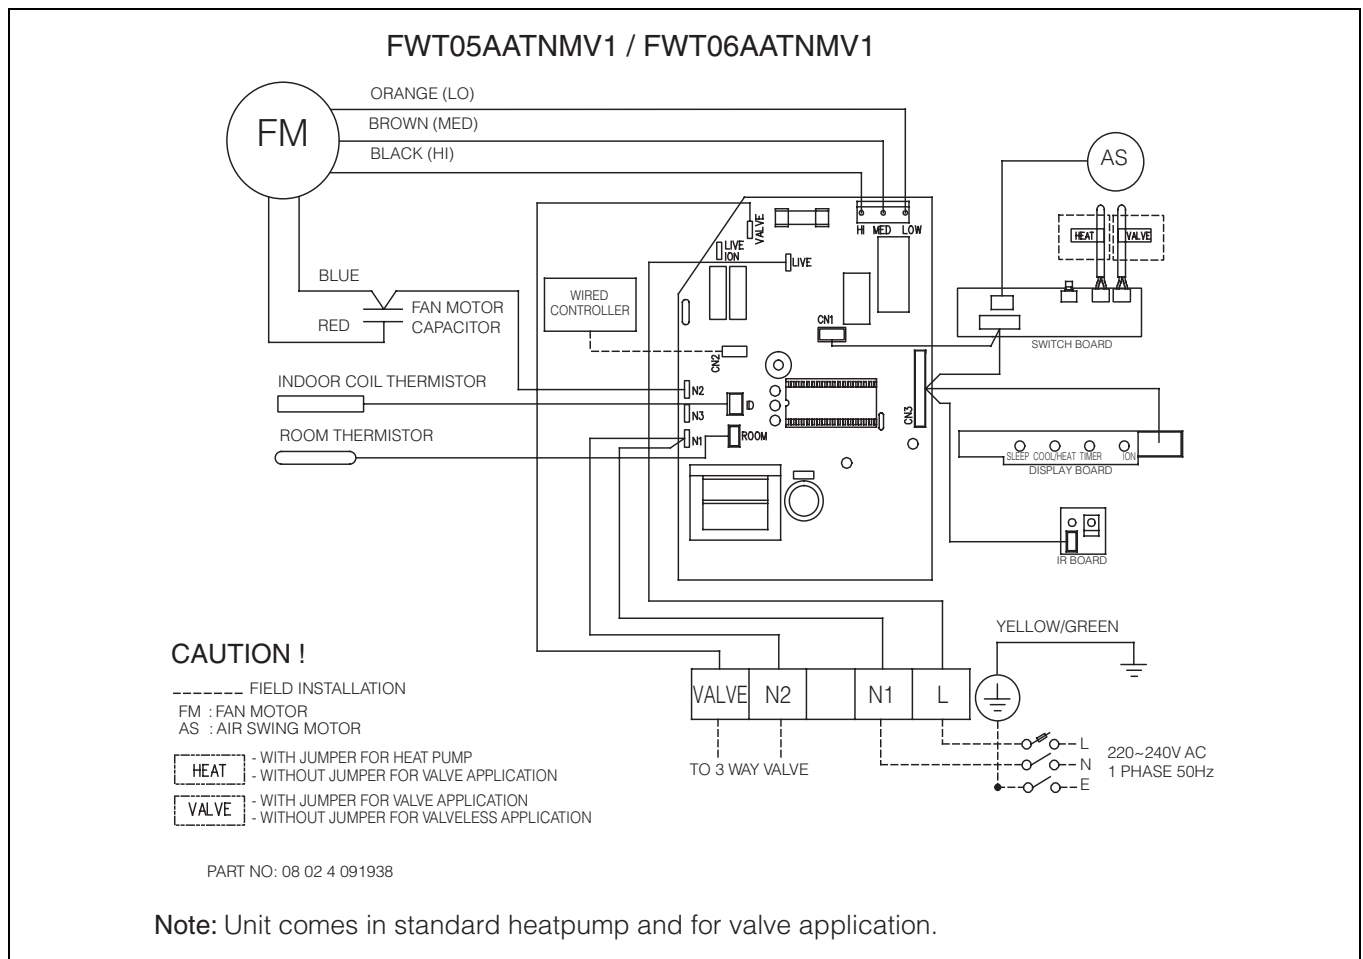 FWT05AATNMV1 / FWT06AATNMV1
FM
ORANGE (LO)
BROWN (MED)
BLACK (HI)
AS
HEAT
VALVE
HI MED LOW
VALVE
LIVE
ION
LIVE
BLUE
RED
FAN MOTOR
CAPACITOR
WIRED
CONTROLLER
CN1
CN2
SWITCH BOARD
INDOOR COIL THERMISTOR
N2
ID
N3
CN3
ROOM THERMISTOR
N1
ROOM
SLEEP COOL/HEAT TIMER ION
DISPLAY BOARD
IR BOARD
YELLOW/GREEN
VALVE N2 N1 L
TO 3 WAY VALVE
L
N
E
220~240V AC
1 PHASE 50Hz
CAUTION !
FIELD INSTALLATION
FM : FAN MOTOR
AS : AIR SWING MOTOR
HEAT
- WITH JUMPER FOR HEAT PUMP
- WITHOUT JUMPER FOR VALVE APPLICATION
VALVE
- WITH JUMPER FOR VALVE APPLICATION
- WITHOUT JUMPER FOR VALVELESS APPLICATION
PART NO: 08 02 4 091938
Note: Unit comes in standard heatpump and for valve application.